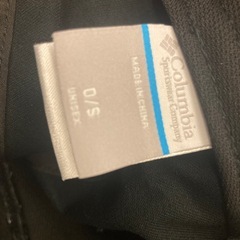 Columbia
Sportswear Company
MADE IN CHINA
O/S
UNISEX